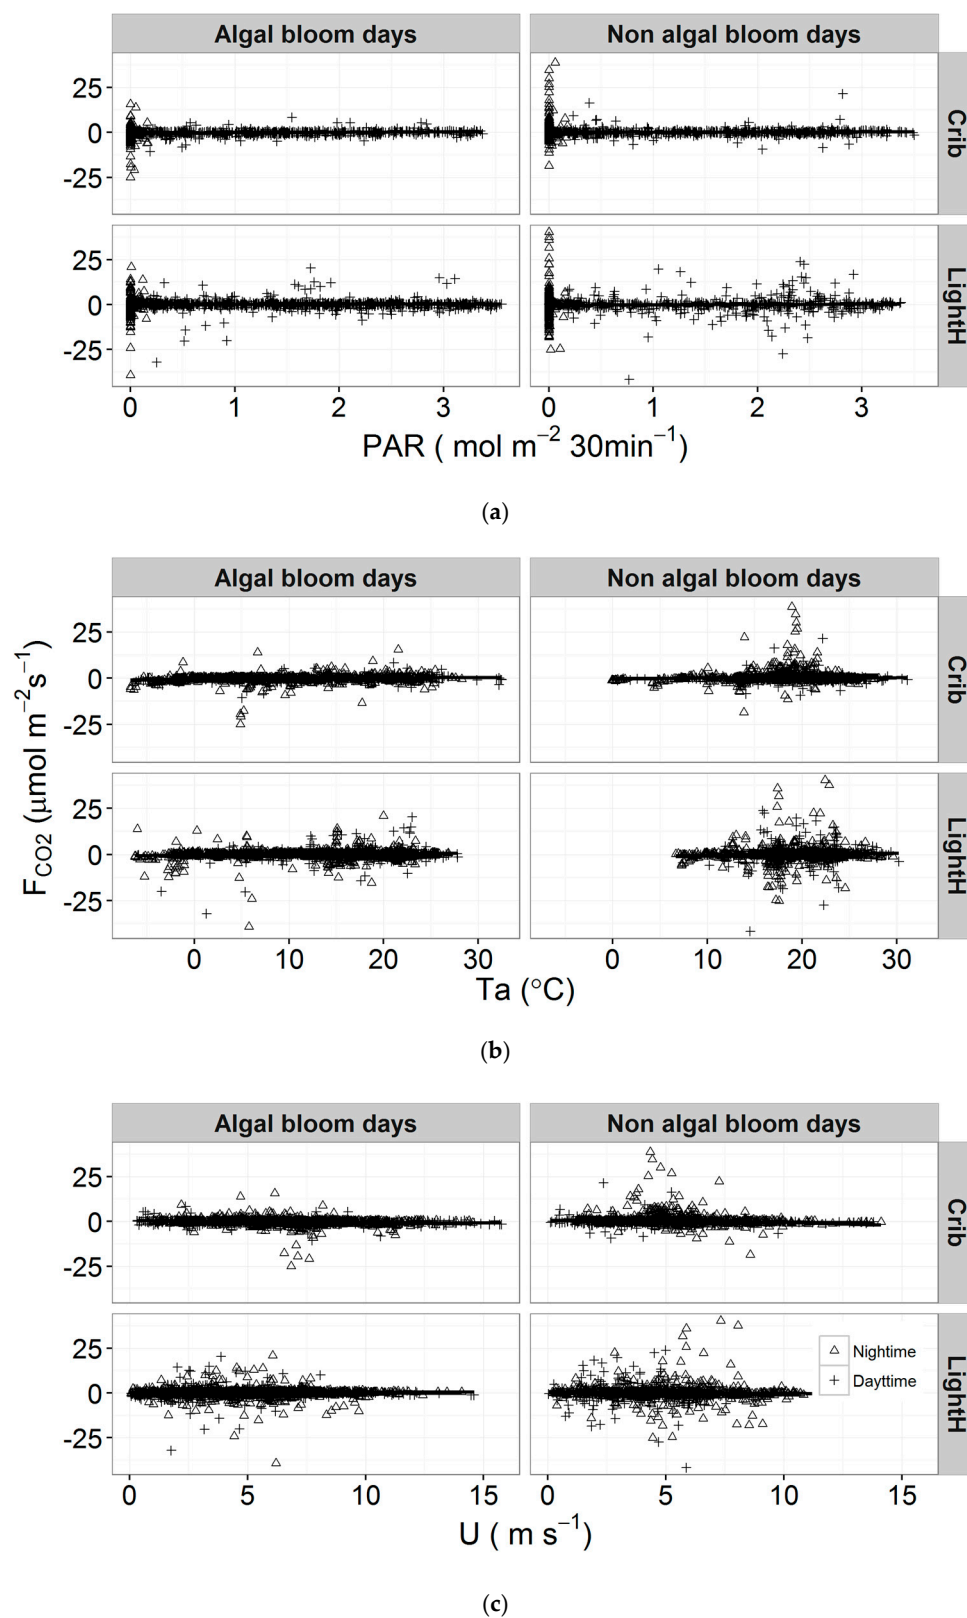 Algal bloom days Non algal bloom days
25
0
-25
Crib
25
0
-25
LightH
0 1 2 3 0 1 2 3
PAR ( mol m−2 30min−1)
(a)
Algal bloom days Non algal bloom days
25
0
-25
Crib
FCO2 (μmol m−2s−1)
25
0
-25
LightH
0 10 20 30 0 10 20 30
Ta (°C)
(b)
Algal bloom days Non algal bloom days
25
0
-25
Crib
25
0
-25
LightH
Nightime
Dayttime
0 5 10 15 0 5 10 15
U ( m s−1)
(c)